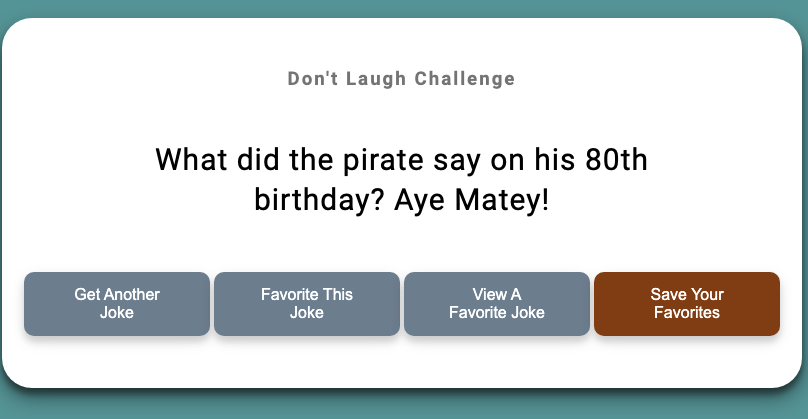 Don't Laugh Challenge
What did the pirate say on his 80th
birthday? Aye Matey!
Get Another
Joke
Favorite This
Joke
View A
Favorite Joke
Save Your
Favorites